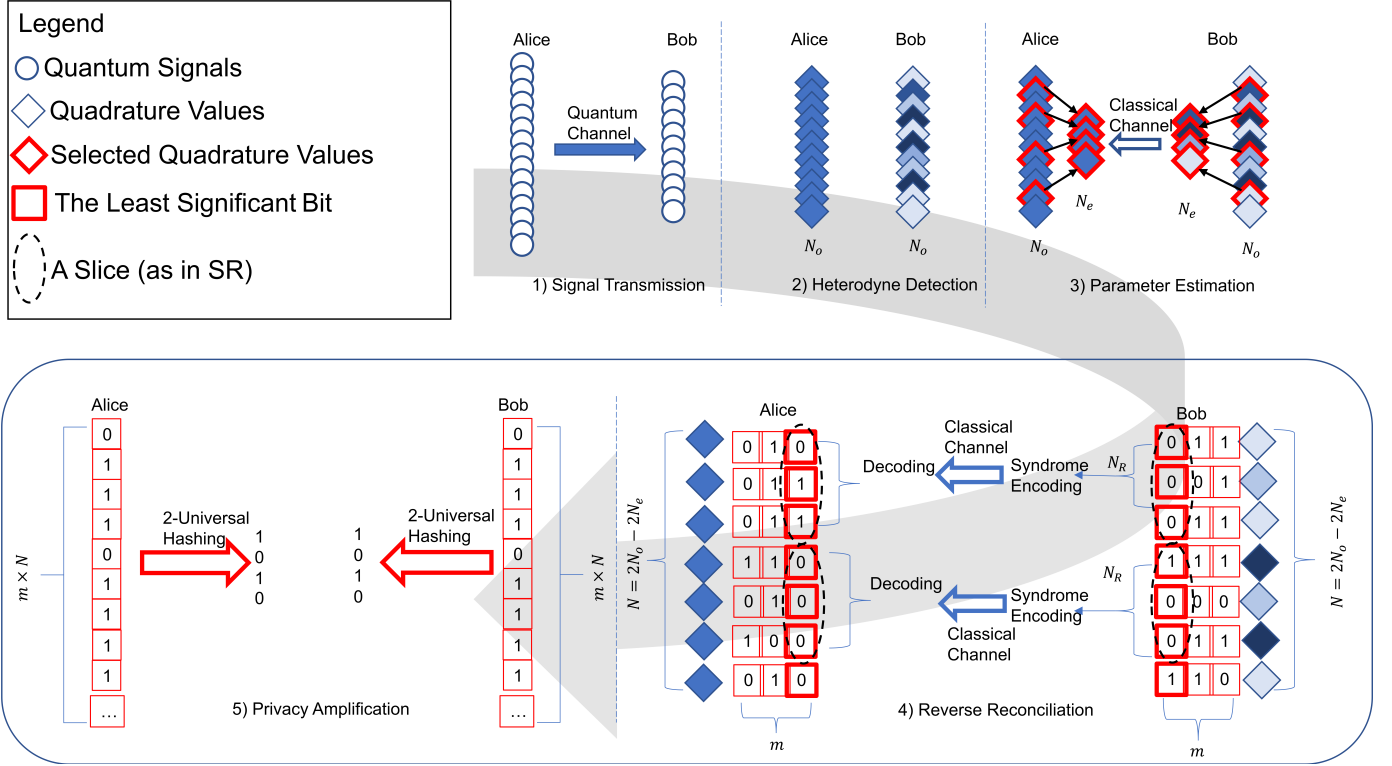 Legend
Quantum Signals
Quadrature Values
Selected Quadrature Values
The Least Significant Bit
A Slice (as in SR)
Alice
Bob
Quantum
Channel
1) Signal Transmission
Alice
Bob
N_o
N_o
2) Heterodyne Detection
Alice
Bob
Classical
Channel
N_e
N_e
N_o
N_o
3) Parameter Estimation
Alice
0
1
1
1
0
1
1
1
1
...
m × N
2-Universal
Hashing
1
0
1
0
1
0
1
0
2-Universal
Hashing
Bob
0
1
1
1
0
1
1
1
1
...
m × N
5) Privacy Amplification
N = 2N_o − 2N_e
Alice
0 1 0
0 1 1
0 1 1
1 1 0
0 1 0
1 0 0
0 1 0
m
Decoding
Classical
Channel
Syndrome
Encoding
N_R
Decoding
Classical
Channel
Syndrome
Encoding
N_R
4) Reverse Reconciliation
Bob
0 1 1
0 0 1
0 1 1
1 1 1
0 0 0
0 1 1
1 1 0
m
N = 2N_o − 2N_e